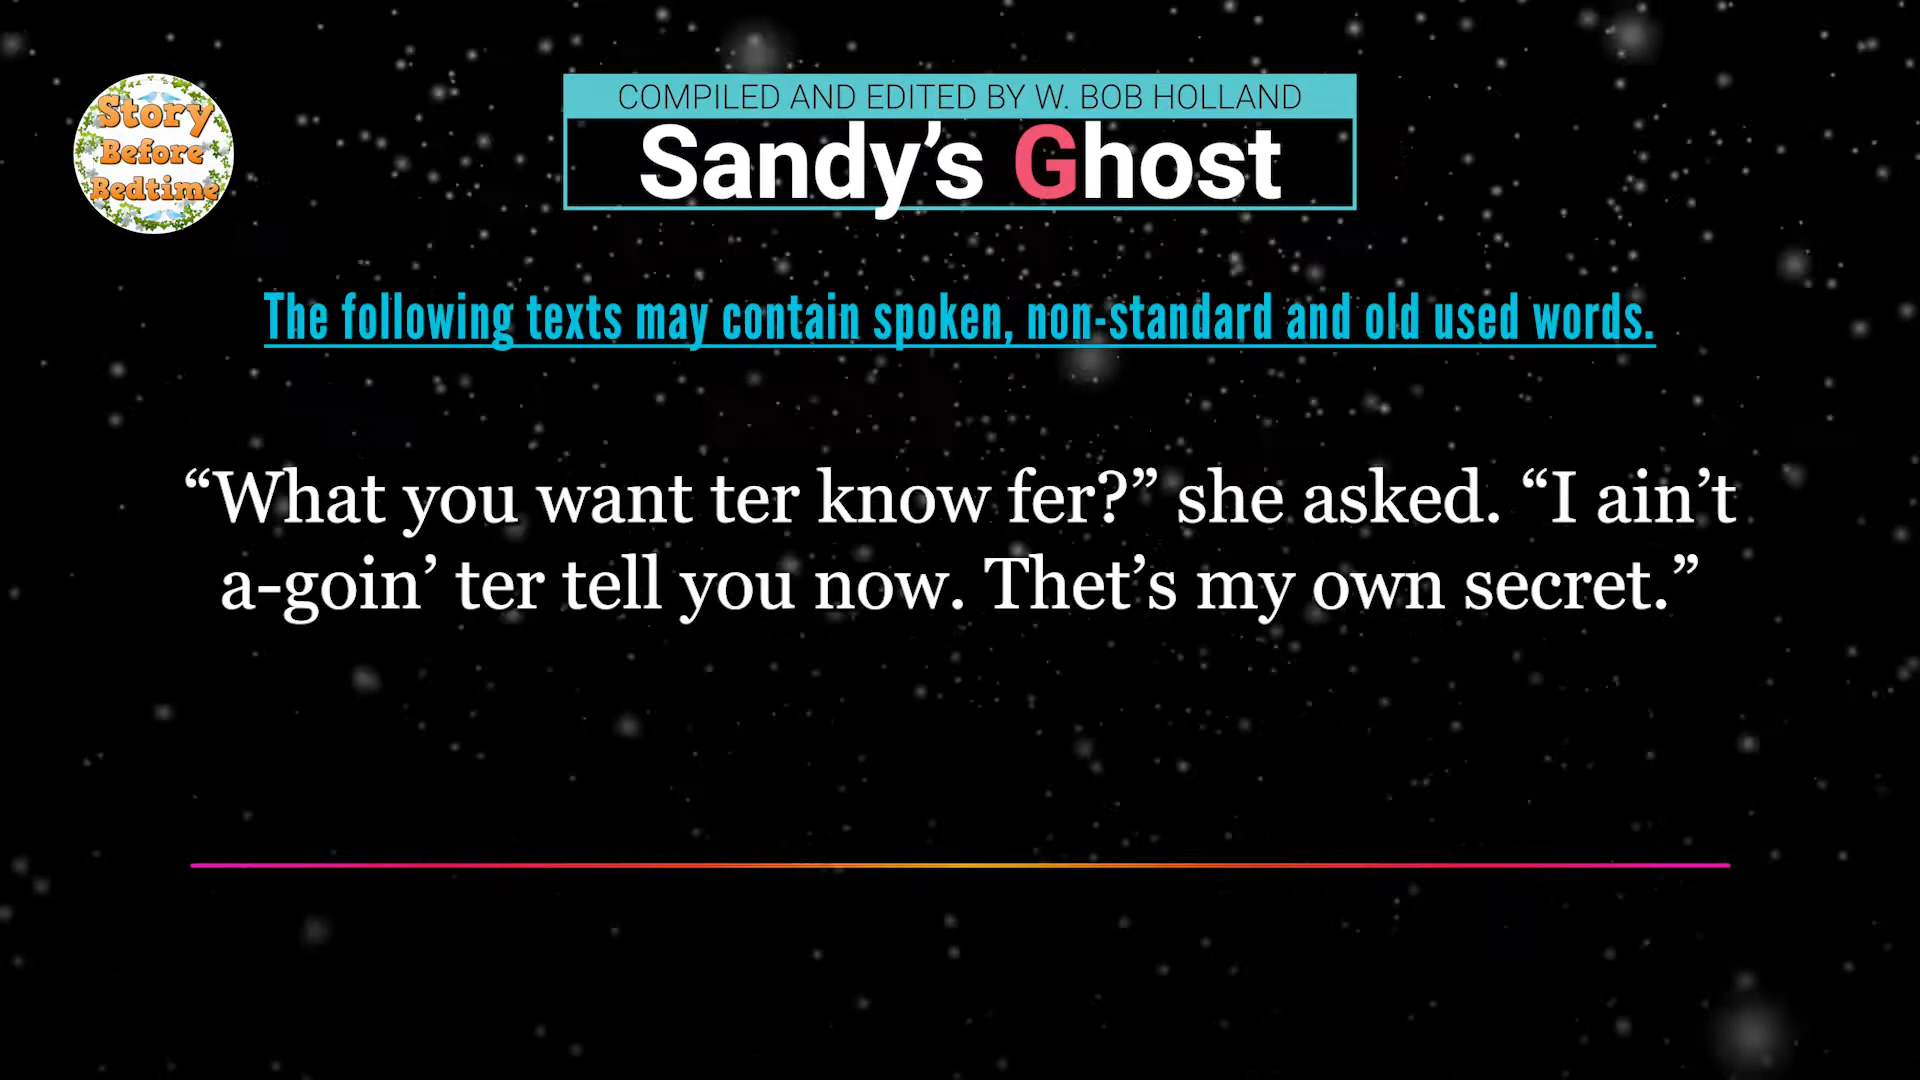 Story
Before
Bedtime
COMPILED AND EDITED BY W. BOB HOLLAND
Sandy’s Ghost
The following texts may contain spoken, non-standard and old used words.
“What you want ter know fer?” she asked. “I ain’t
a-goin’ ter tell you now. Thet’s my own secret.”